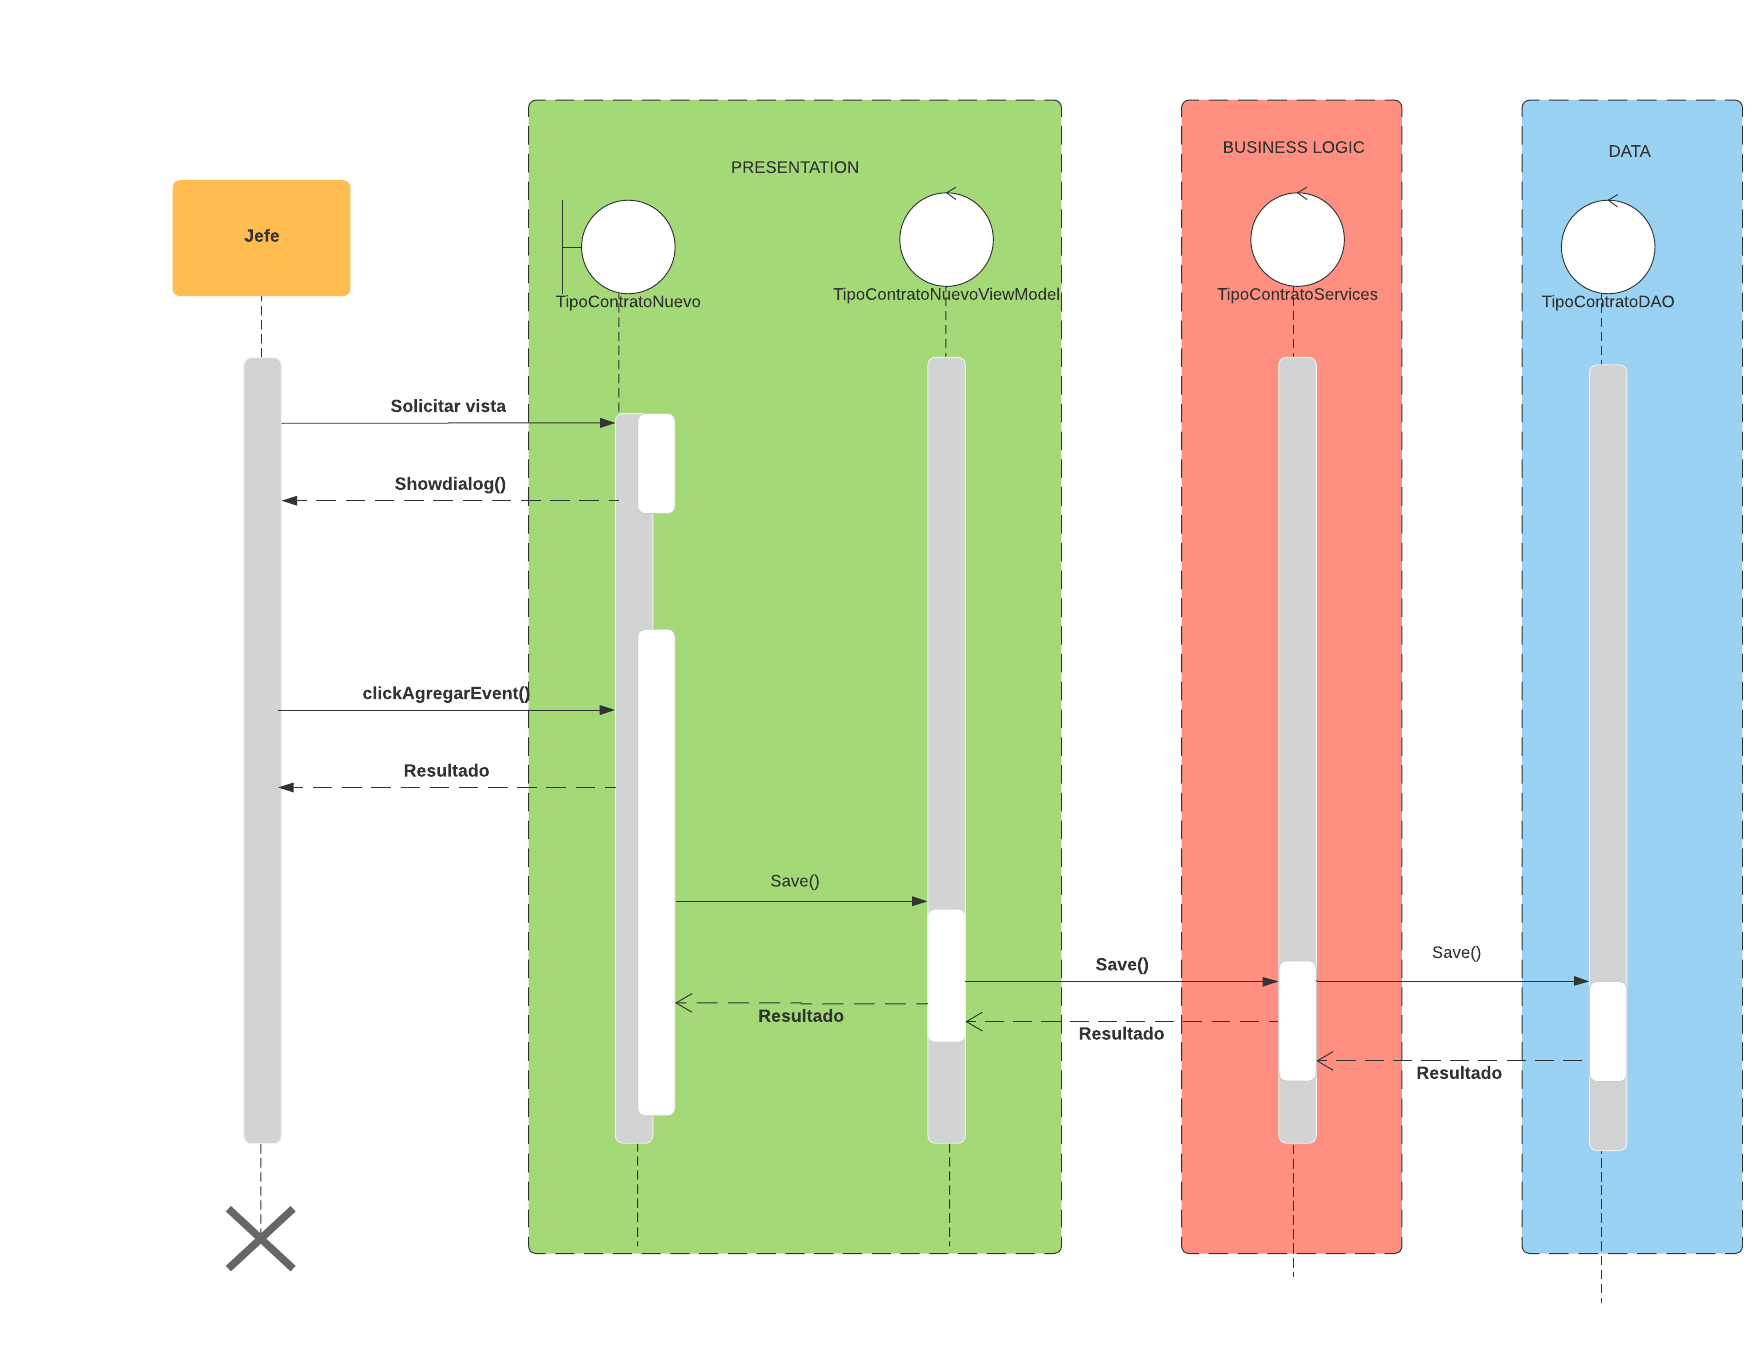 PRESENTATION
BUSINESS LOGIC
DATA
Jefe
TipoContratoNuevo
TipoContratoNuevoViewModel
TipoContratoServices
TipoContratoDAO
Solicitar vista
Showdialog()
clickAgregarEvent()
Resultado
Save()
Save()
Save()
Resultado
Resultado
Resultado